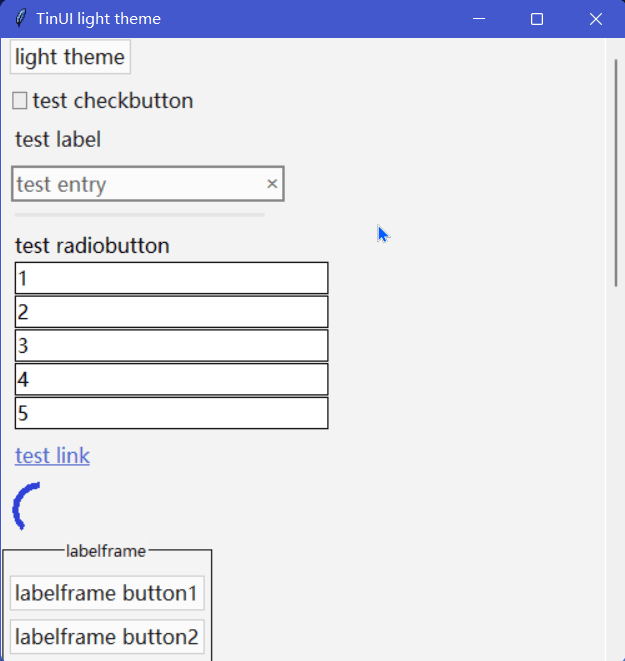 TinUI light theme
light theme
test checkbutton
test label
test entry ×
test radiobutton
1
2
3
4
5
test link
labelframe
labelframe button1
labelframe button2